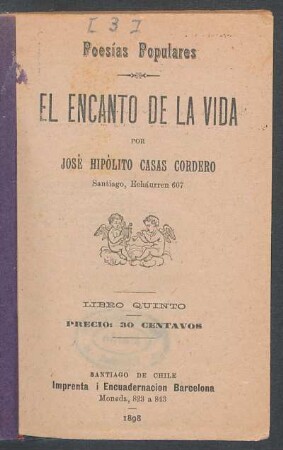 [3]
Poesías Populares
EL ENCANTO DE LA VIDA
POR
JOSÉ HIPÓLITO CASAS CORDERO
Santiago, Echáurren 607
LIBRO QUINTO
PRECIO: 30 CENTAVOS
SANTIAGO DE CHILE
Imprenta i Encuadernacion Barcelona
Moneda, 823 a 843
1898